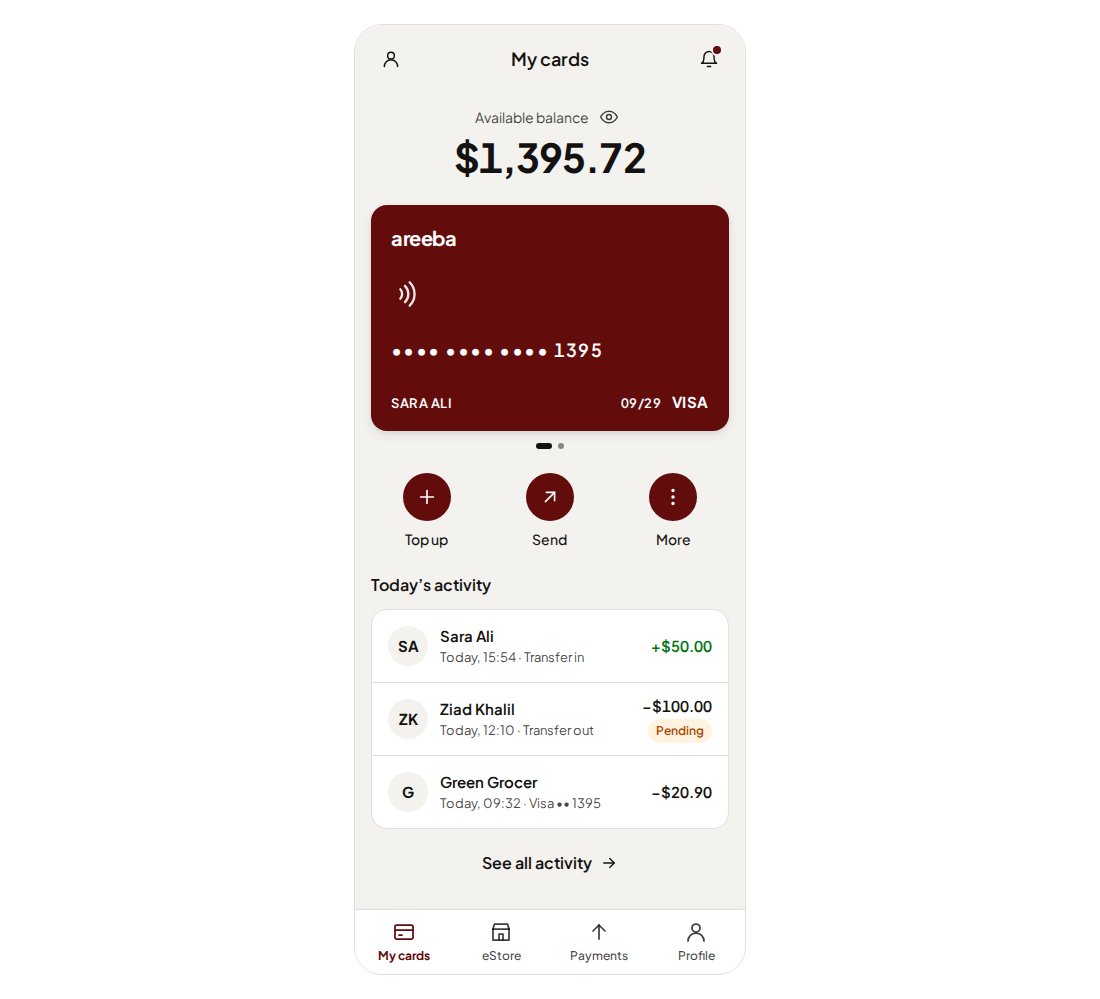 My cards
Available balance
$1,395.72
areeba
•••• •••• •••• 1395
SARA ALI 09/29 VISA
Top up Send More
Today’s activity
SA Sara Ali +$50.00
Today, 15:54 · Transfer in
ZK Ziad Khalil −$100.00
Today, 12:10 · Transfer out Pending
G Green Grocer −$20.90
Today, 09:32 · Visa •• 1395
See all activity →
My cards eStore Payments Profile